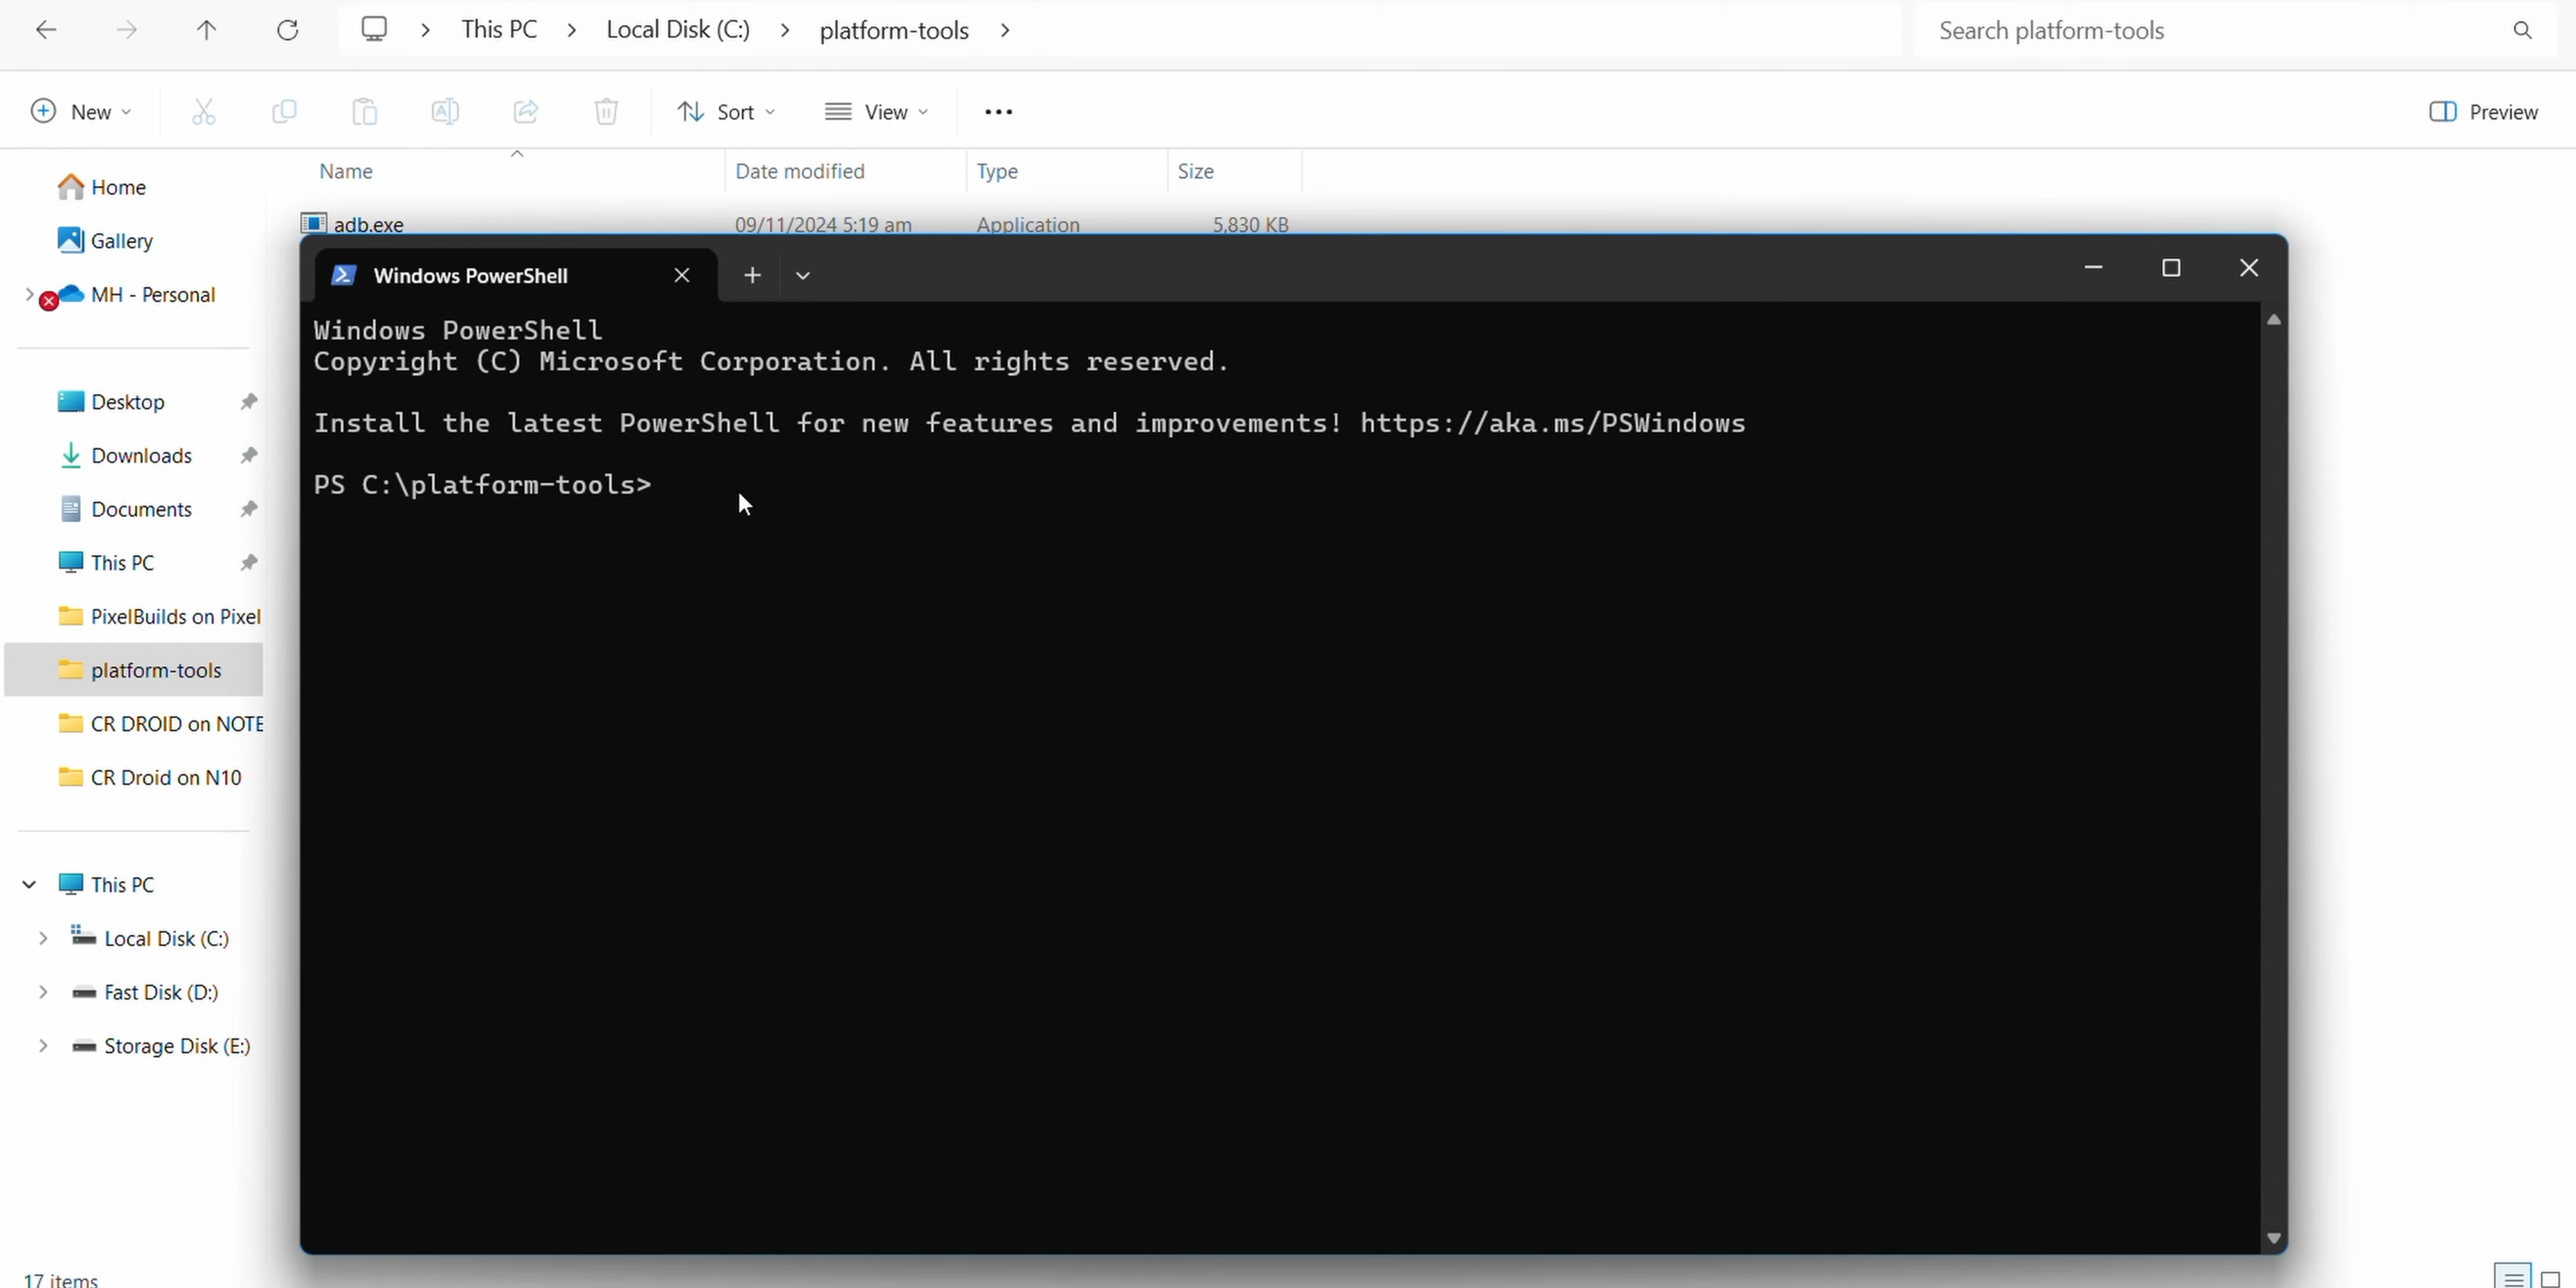 This PC > Local Disk (C:) > platform-tools >
Search platform-tools
New
Sort
View
Preview
Name
Date modified
Type
Size
Home
adb.exe 09/11/2024 5:19 am Application 5,830 KB
Gallery
MH - Personal
Desktop
Downloads
Documents
This PC
PixelBuilds on Pixel
platform-tools
CR DROID on NOTE
CR Droid on N10
This PC
Local Disk (C:)
Fast Disk (D:)
Storage Disk (E:)
17 items
Windows PowerShell
Windows PowerShell
Copyright (C) Microsoft Corporation. All rights reserved.
Install the latest PowerShell for new features and improvements! https://aka.ms/PSWindows
PS C:\platform-tools>